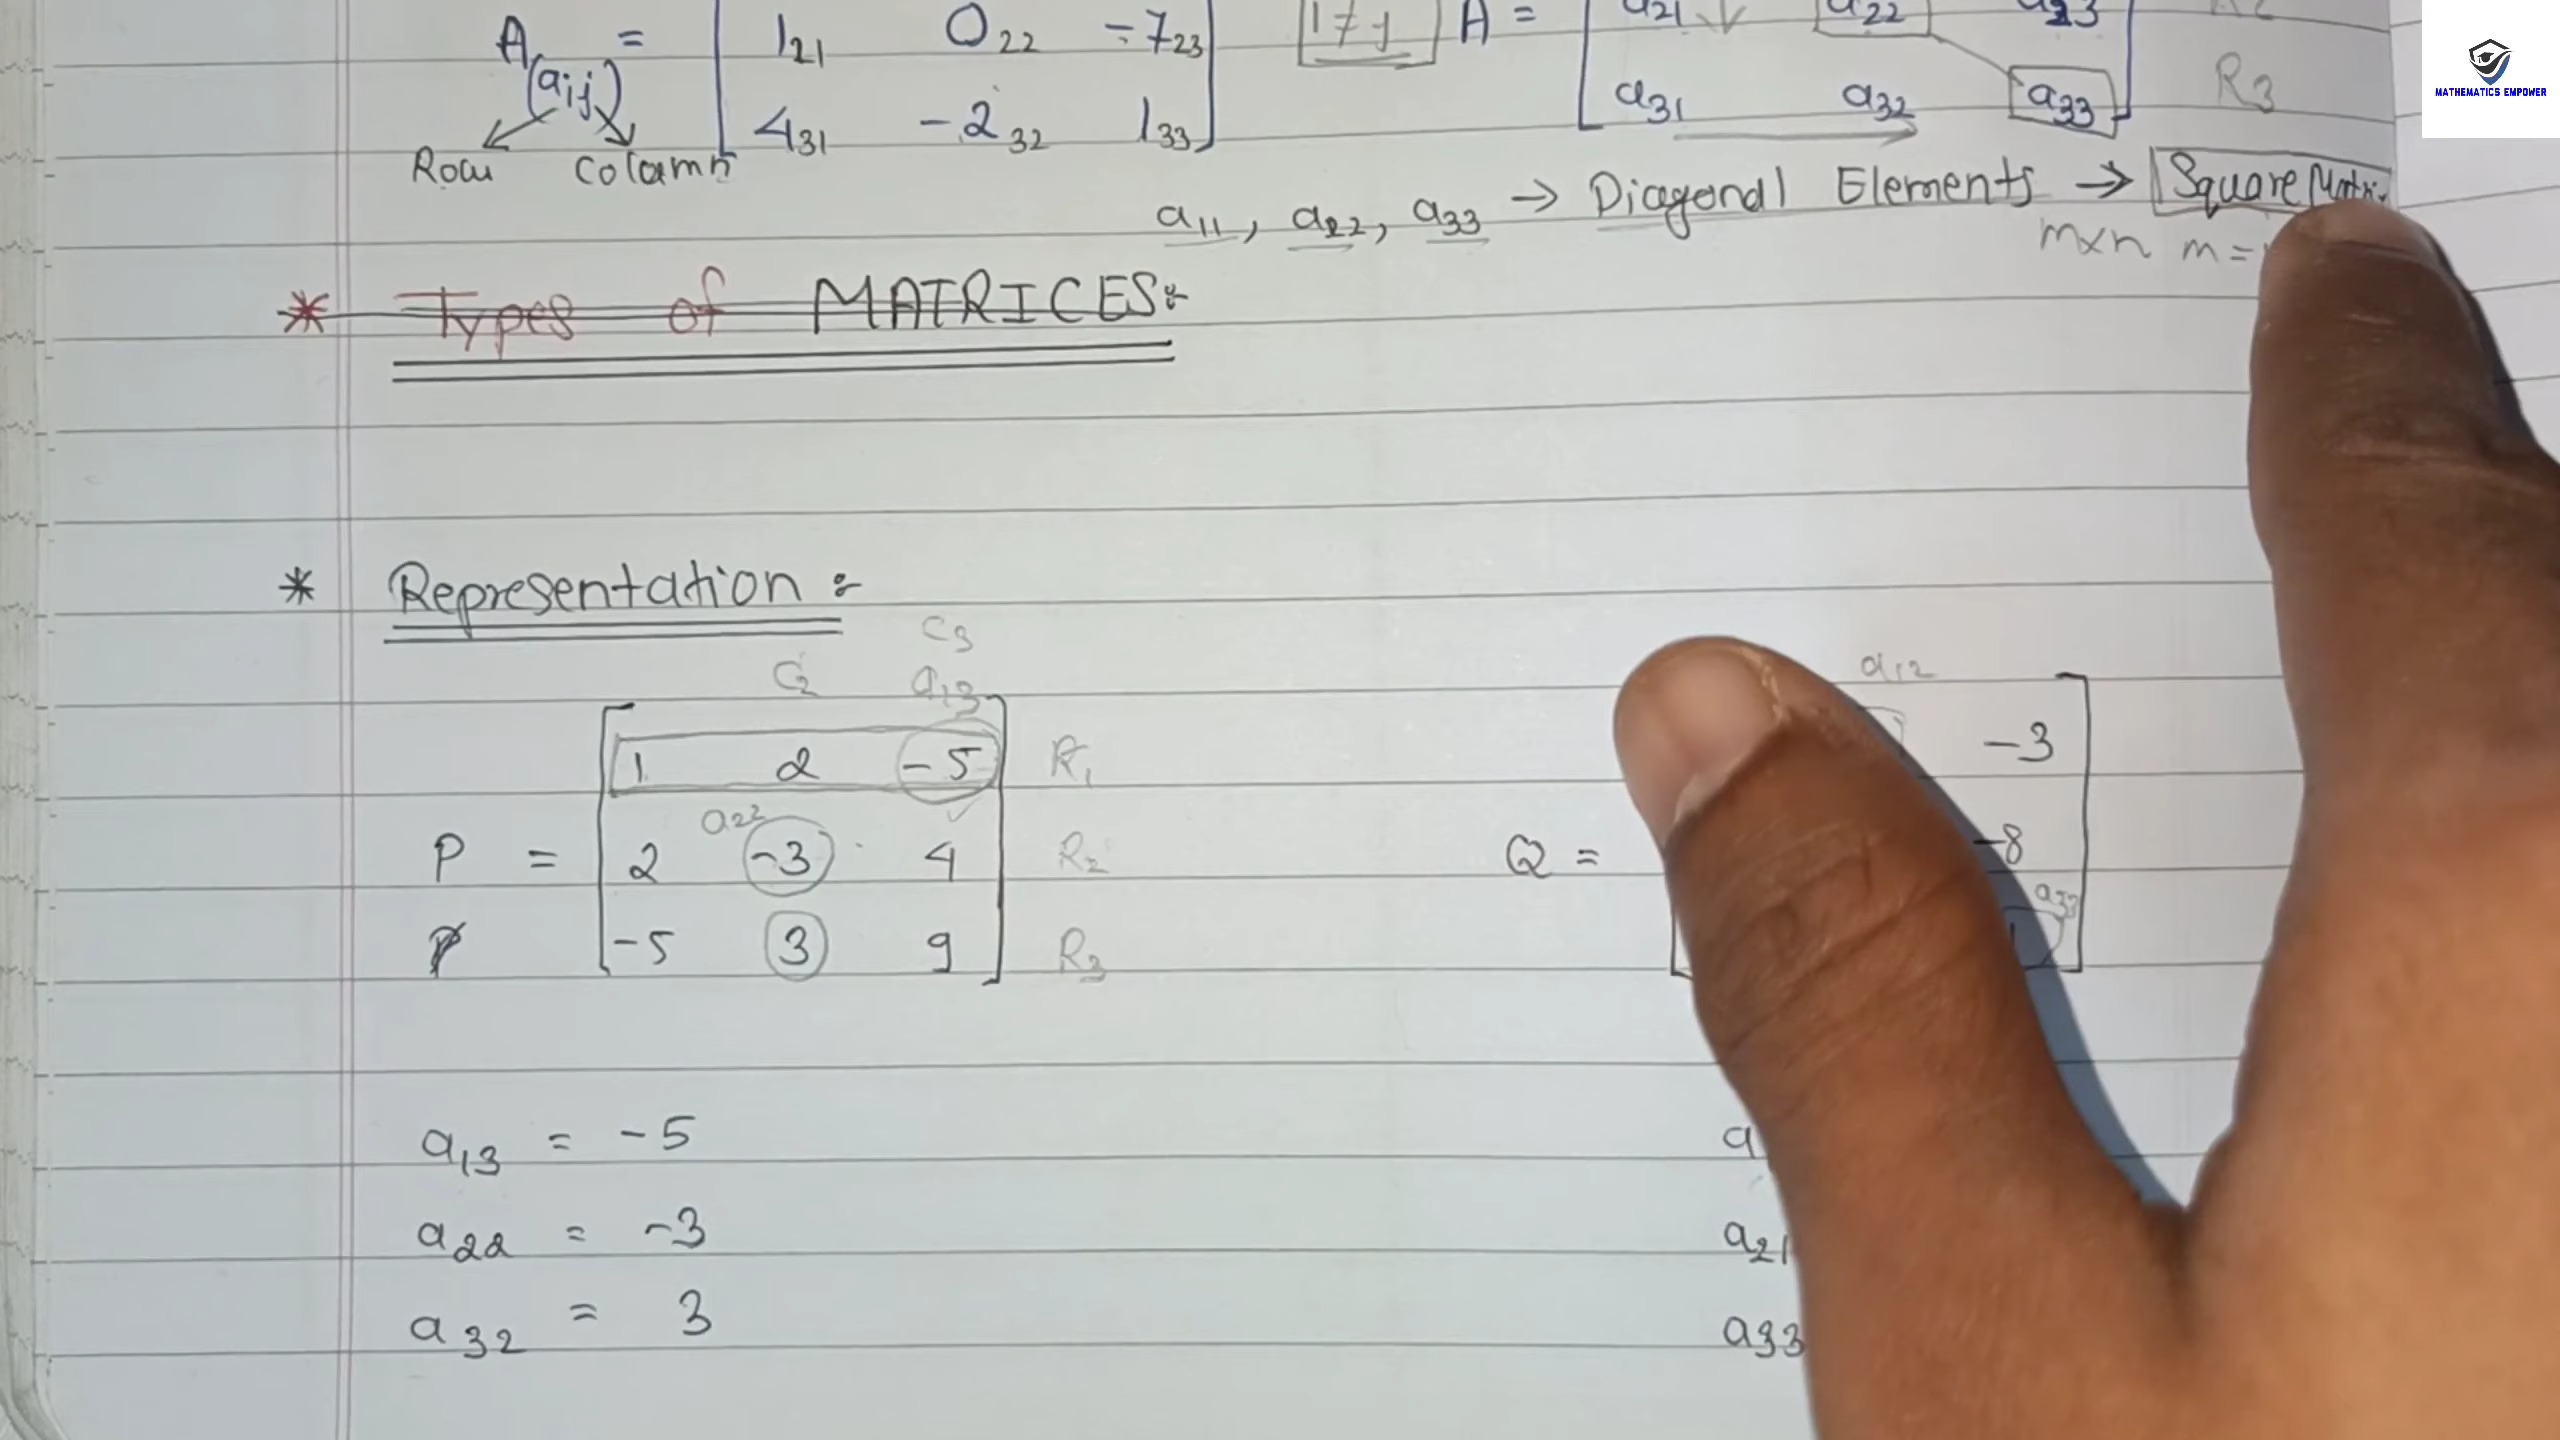 A = 1₂₁ 0₂₂ -7₂₃ i ≠ j A = a₂₁ a₂₂ a₂₃ R₂
(aᵢⱼ) 4₃₁ -2₃₂ 1₃₃ a₃₁ a₃₂ a₃₃ R₃
MATHEMATICS EMPOWER
Row Column
a₁₁, a₂₂, a₃₃ → Diagonal Elements → Square
m×n m =
* Types of MATRICES:
* Representation:
C₂ C₃
a₁₃ a₁₂
1 2 -5 R₁ -3
a₂₂
P = 2 -3 4 R₂ Q = -8
a₃₃
-5 3 9 R₃
a₁₃ = -5
a₂₂ = -3 a₂₁
a₃₂ = 3 a₃₃